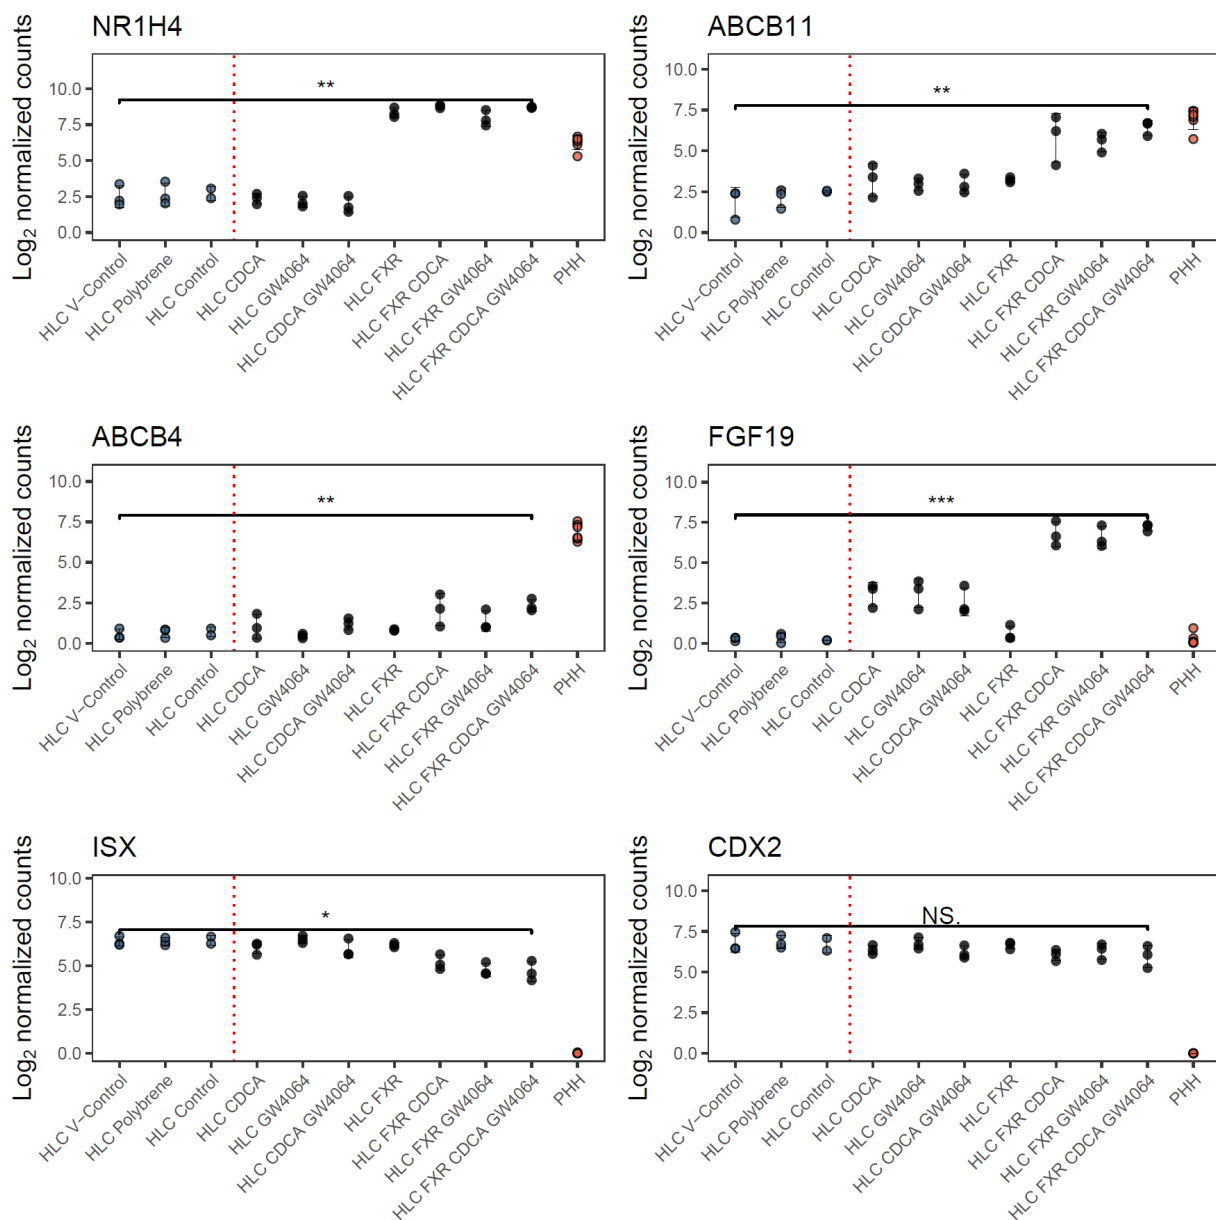 NR1H4
Log2 normalized counts
10.0
7.5
5.0
2.5
0.0
**
HLC V−Control
HLC Polybrene
HLC Control
HLC CDCA
HLC GW4064
HLC CDCA GW4064
HLC FXR
HLC FXR CDCA
HLC FXR GW4064
HLC FXR CDCA GW4064
PHH
ABCB11
Log2 normalized counts
10.0
7.5
5.0
2.5
0.0
**
HLC V−Control
HLC Polybrene
HLC Control
HLC CDCA
HLC GW4064
HLC CDCA GW4064
HLC FXR
HLC FXR CDCA
HLC FXR GW4064
HLC FXR CDCA GW4064
PHH
ABCB4
Log2 normalized counts
10.0
7.5
5.0
2.5
0.0
**
HLC V−Control
HLC Polybrene
HLC Control
HLC CDCA
HLC GW4064
HLC CDCA GW4064
HLC FXR
HLC FXR CDCA
HLC FXR GW4064
HLC FXR CDCA GW4064
PHH
FGF19
Log2 normalized counts
10.0
7.5
5.0
2.5
0.0
***
HLC V−Control
HLC Polybrene
HLC Control
HLC CDCA
HLC GW4064
HLC CDCA GW4064
HLC FXR
HLC FXR CDCA
HLC FXR GW4064
HLC FXR CDCA GW4064
PHH
ISX
Log2 normalized counts
10.0
7.5
5.0
2.5
0.0
*
HLC V−Control
HLC Polybrene
HLC Control
HLC CDCA
HLC GW4064
HLC CDCA GW4064
HLC FXR
HLC FXR CDCA
HLC FXR GW4064
HLC FXR CDCA GW4064
PHH
CDX2
Log2 normalized counts
10.0
7.5
5.0
2.5
0.0
NS.
HLC V−Control
HLC Polybrene
HLC Control
HLC CDCA
HLC GW4064
HLC CDCA GW4064
HLC FXR
HLC FXR CDCA
HLC FXR GW4064
HLC FXR CDCA GW4064
PHH